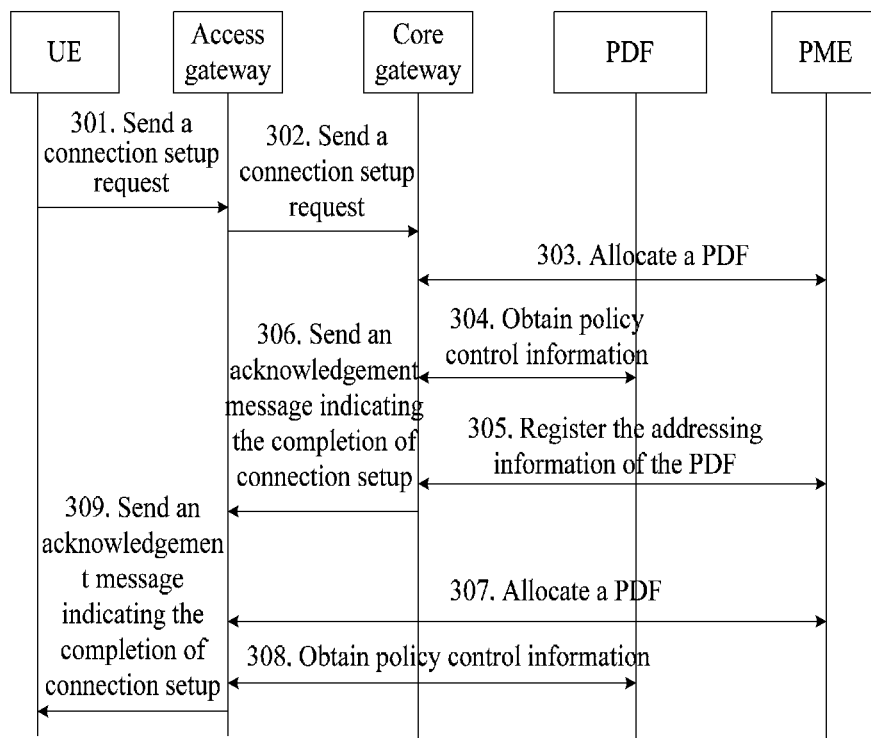 UE
Access
gateway
Core
gateway
PDF
PME
301. Send a
connection setup
request
302. Send a
connection setup
request
303. Allocate a PDF
304. Obtain policy
control information
306. Send an
acknowledgement
message indicating
the completion of
connection setup
305. Register the addressing
information of the PDF
309. Send an
acknowledgemen
t message
indicating the
completion of
connection setup
307. Allocate a PDF
308. Obtain policy control information